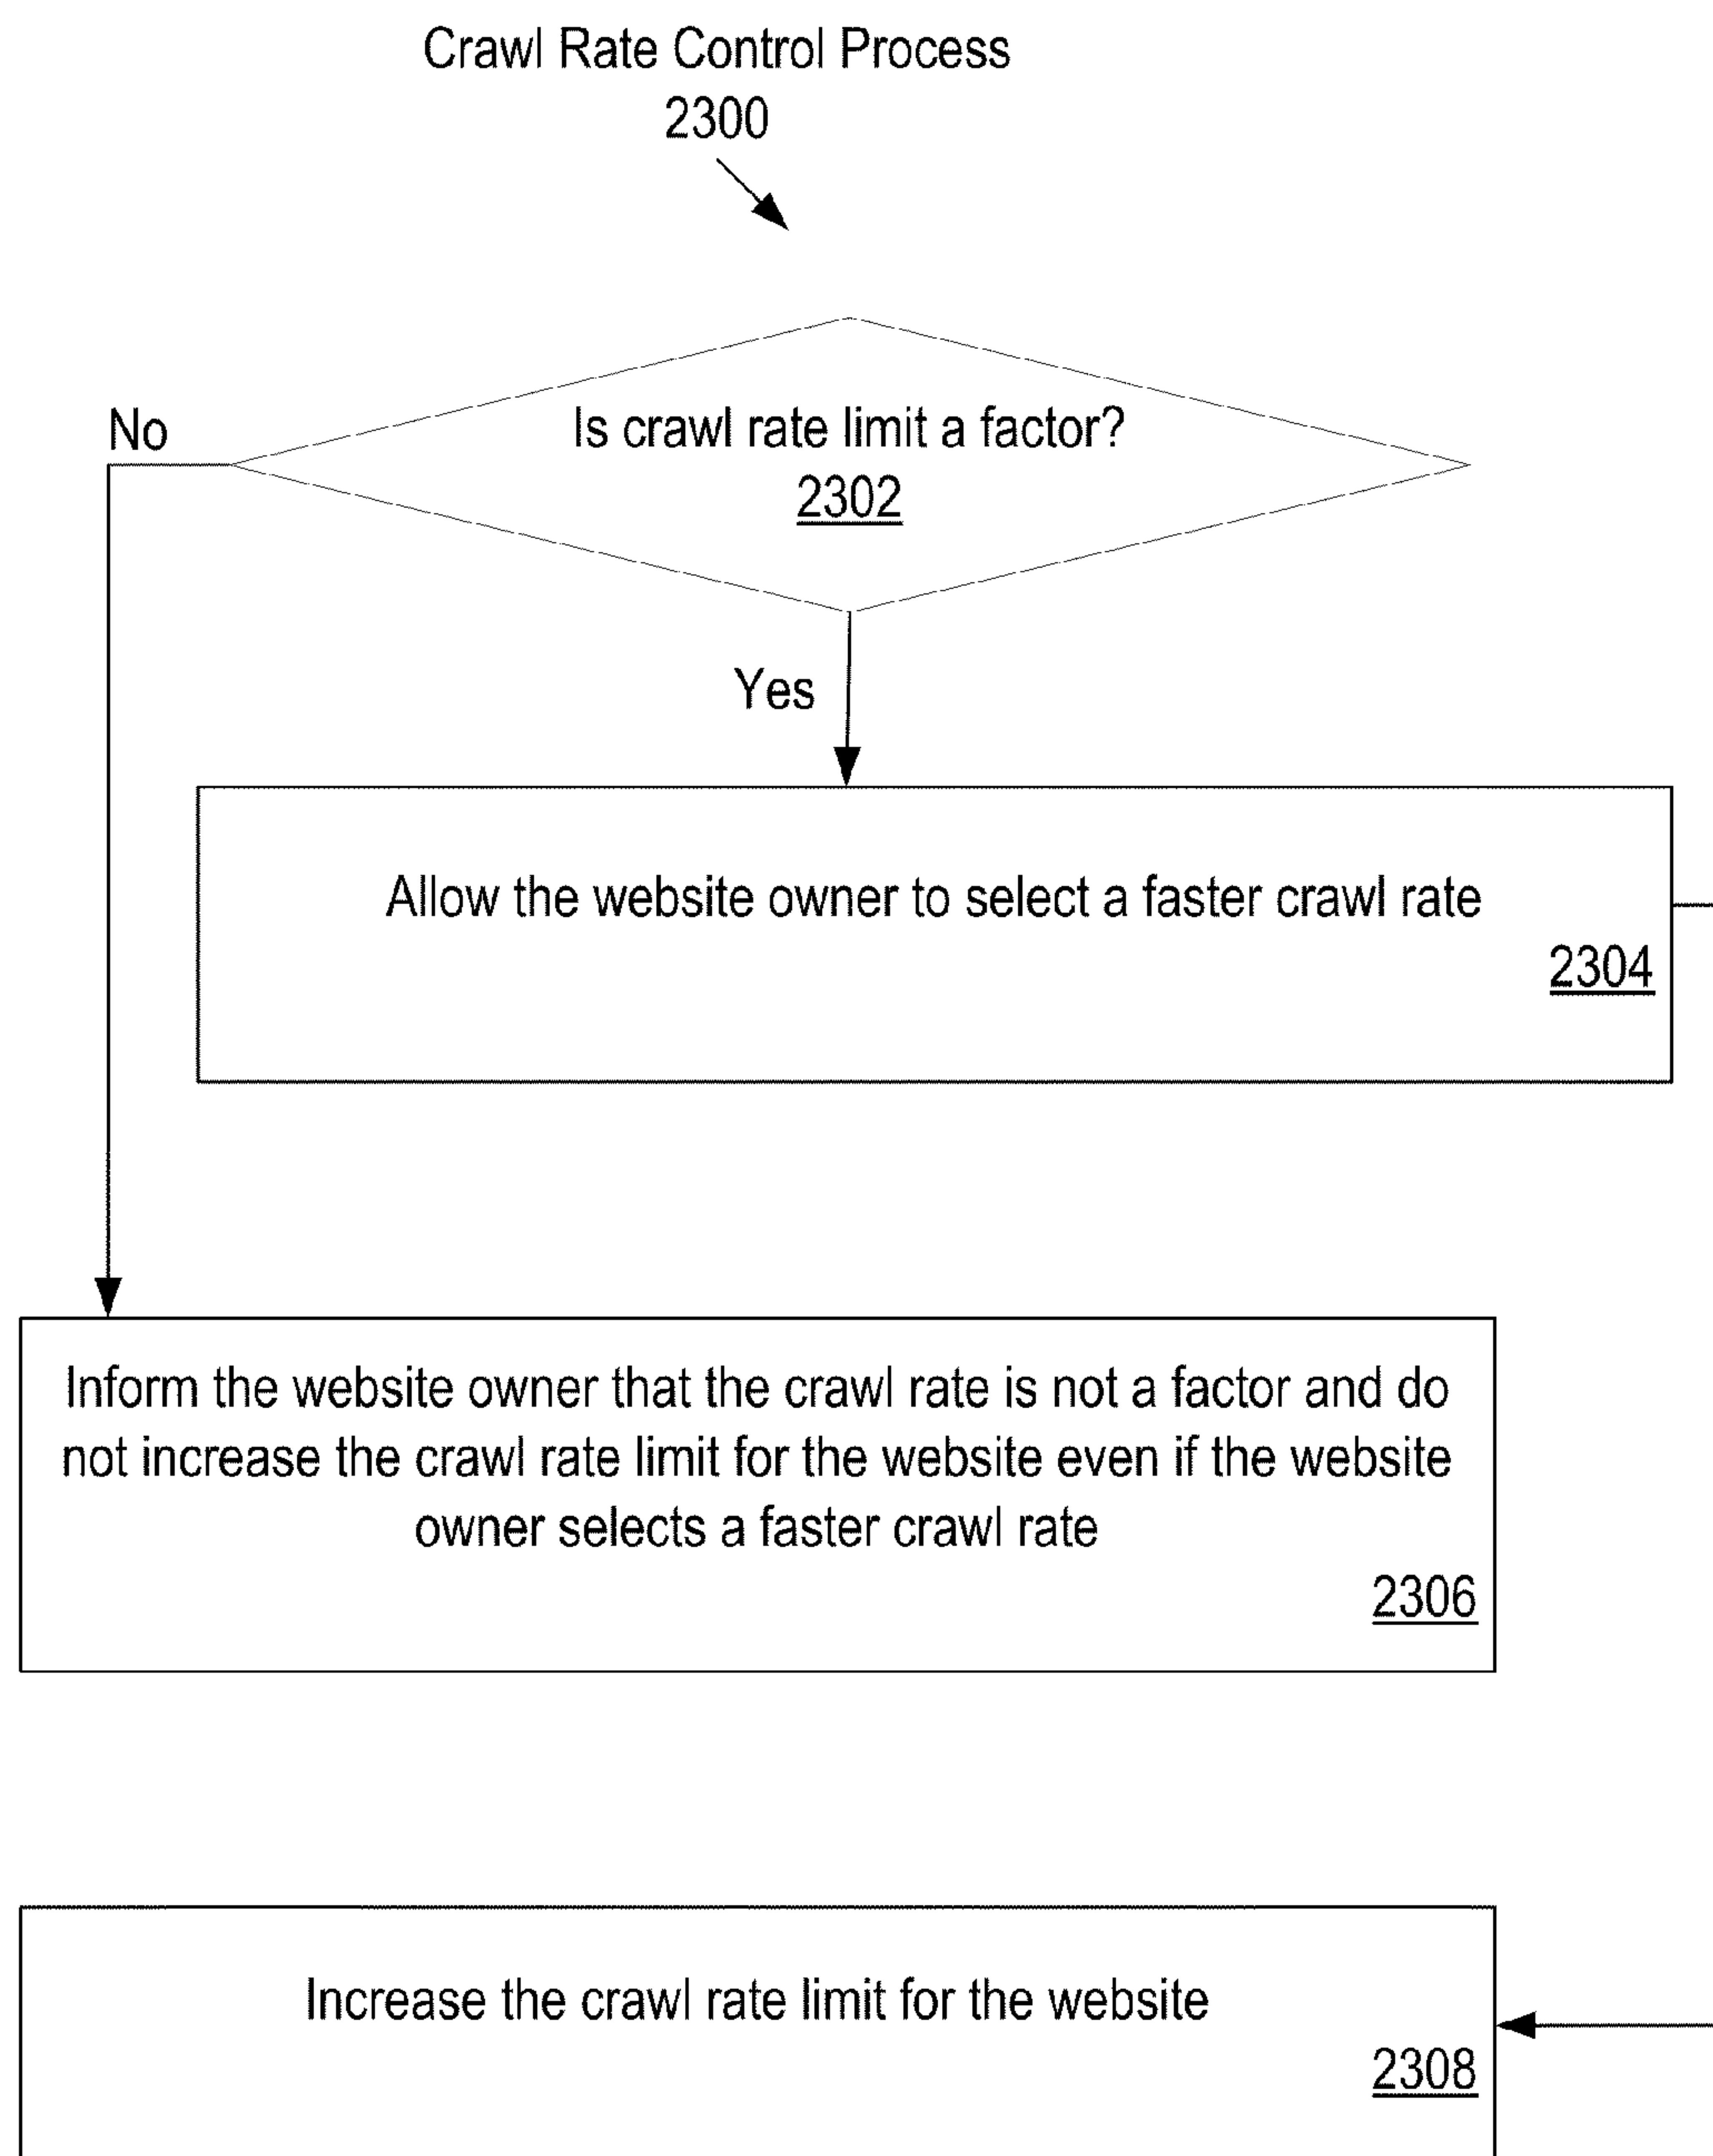 Crawl Rate Control Process
2300
Is crawl rate limit a factor?
2302
No
Yes
Allow the website owner to select a faster crawl rate
2304
Inform the website owner that the crawl rate is not a factor and do
not increase the crawl rate limit for the website even if the website
owner selects a faster crawl rate
2306
Increase the crawl rate limit for the website
2308